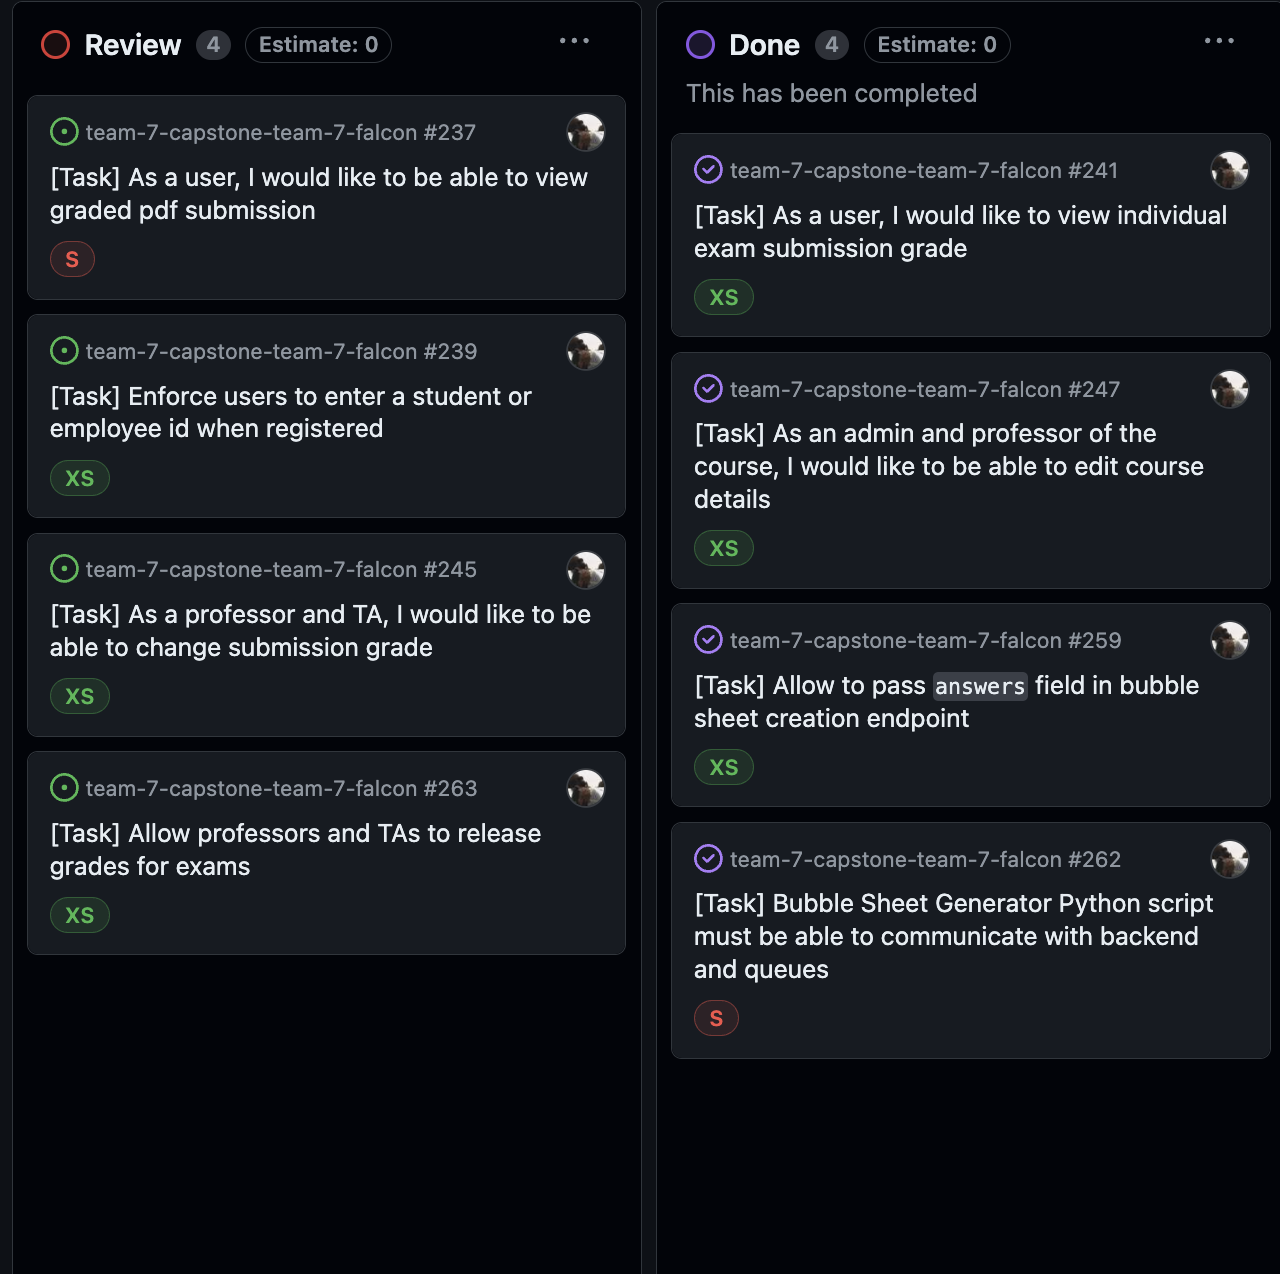 Review 4 Estimate: 0
team-7-capstone-team-7-falcon #237
[Task] As a user, I would like to be able to view
graded pdf submission
S
team-7-capstone-team-7-falcon #239
[Task] Enforce users to enter a student or
employee id when registered
XS
team-7-capstone-team-7-falcon #245
[Task] As a professor and TA, I would like to be
able to change submission grade
XS
team-7-capstone-team-7-falcon #263
[Task] Allow professors and TAs to release
grades for exams
XS
Done 4 Estimate: 0
This has been completed
team-7-capstone-team-7-falcon #241
[Task] As a user, I would like to view individual
exam submission grade
XS
team-7-capstone-team-7-falcon #247
[Task] As an admin and professor of the
course, I would like to be able to edit course
details
XS
team-7-capstone-team-7-falcon #259
[Task] Allow to pass answers field in bubble
sheet creation endpoint
XS
team-7-capstone-team-7-falcon #262
[Task] Bubble Sheet Generator Python script
must be able to communicate with backend
and queues
S